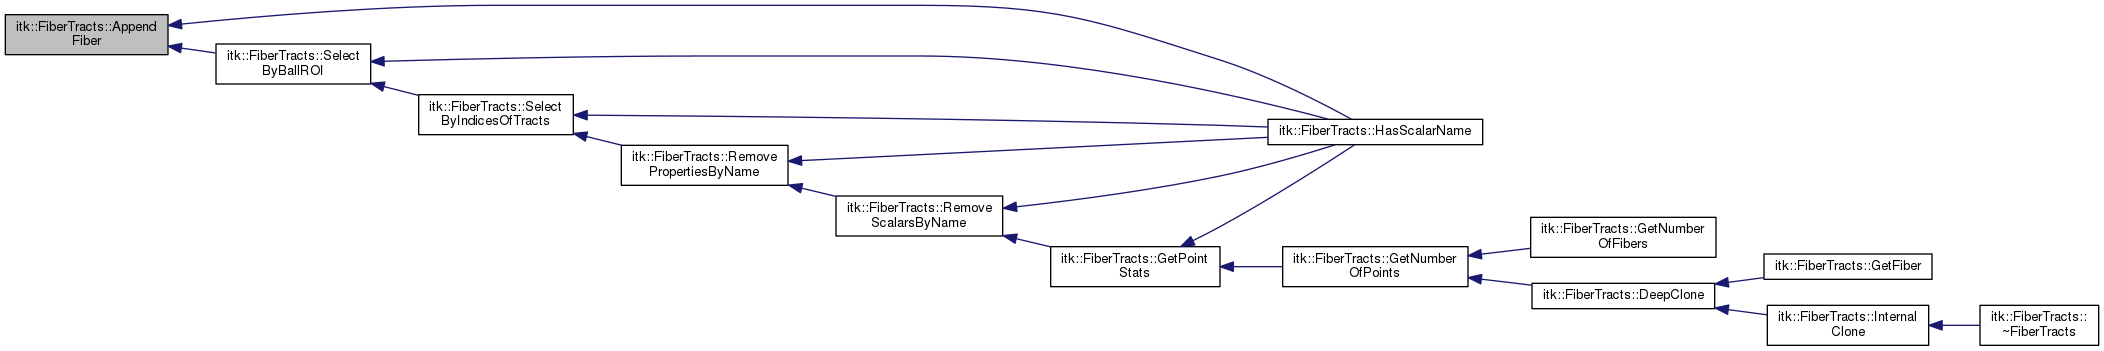 itk::FiberTracts::Append
Fiber
itk::FiberTracts::Select
ByBallROI
itk::FiberTracts::Select
ByIndicesOfTracts
itk::FiberTracts::HasScalarName
itk::FiberTracts::Remove
PropertiesByName
itk::FiberTracts::Remove
ScalarsByName
itk::FiberTracts::GetPoint
Stats
itk::FiberTracts::GetNumber
OfPoints
itk::FiberTracts::GetNumber
OfFibers
itk::FiberTracts::DeepClone
itk::FiberTracts::GetFiber
itk::FiberTracts::Internal
Clone
itk::FiberTracts::
~FiberTracts